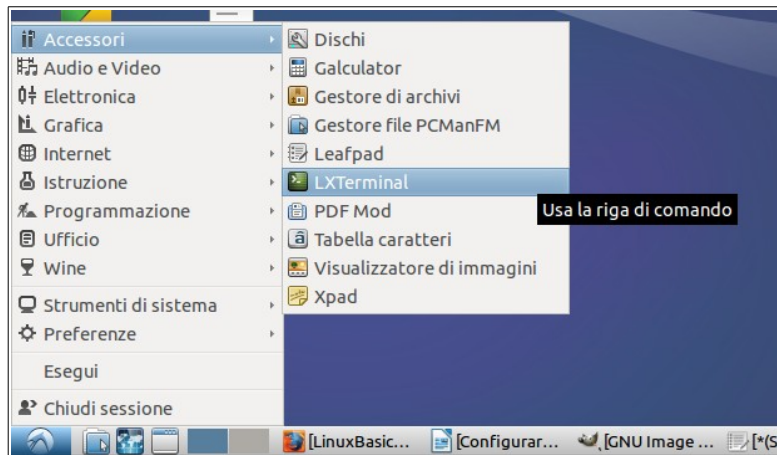 Accessori
Audio e Video
Elettronica
Grafica
Internet
Istruzione
Programmazione
Ufficio
Wine
Strumenti di sistema
Preferenze
Esegui
Chiudi sessione
Dischi
Galculator
Gestore di archivi
Gestore file PCManFM
Leafpad
LXTerminal
PDF Mod
Tabella caratteri
Visualizzatore di immagini
Xpad
Usa la riga di comando
[LinuxBasic... [Configurar... [GNU Image ... [*(S